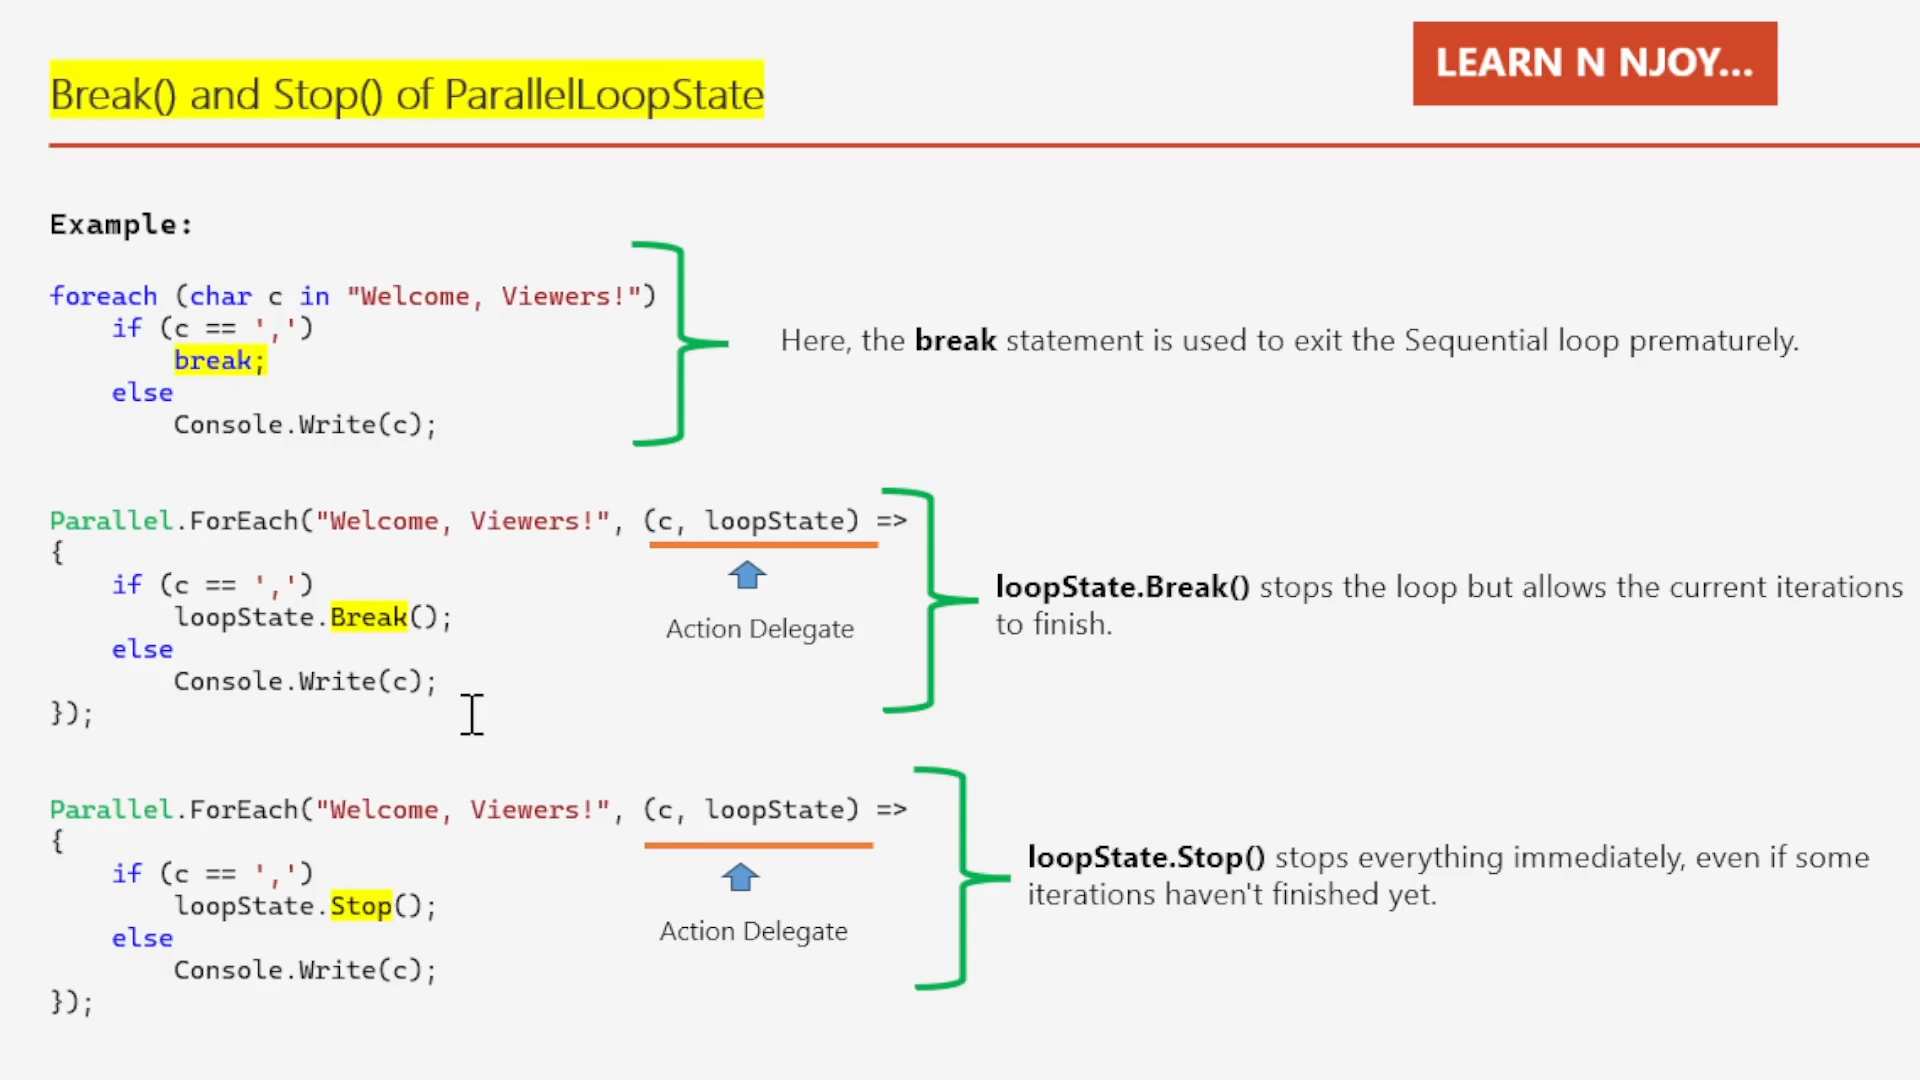 LEARN N NJOY...
Break() and Stop() of ParallelLoopState
Example:
foreach (char c in "Welcome, Viewers!")
    if (c == ',')
        break;
    else
        Console.Write(c);
Here, the break statement is used to exit the Sequential loop prematurely.
Parallel.ForEach("Welcome, Viewers!", (c, loopState) =>
{
    if (c == ',')
        loopState.Break();
    else
        Console.Write(c);
});
Action Delegate
loopState.Break() stops the loop but allows the current iterations
to finish.
Parallel.ForEach("Welcome, Viewers!", (c, loopState) =>
{
    if (c == ',')
        loopState.Stop();
    else
        Console.Write(c);
});
Action Delegate
loopState.Stop() stops everything immediately, even if some
iterations haven't finished yet.